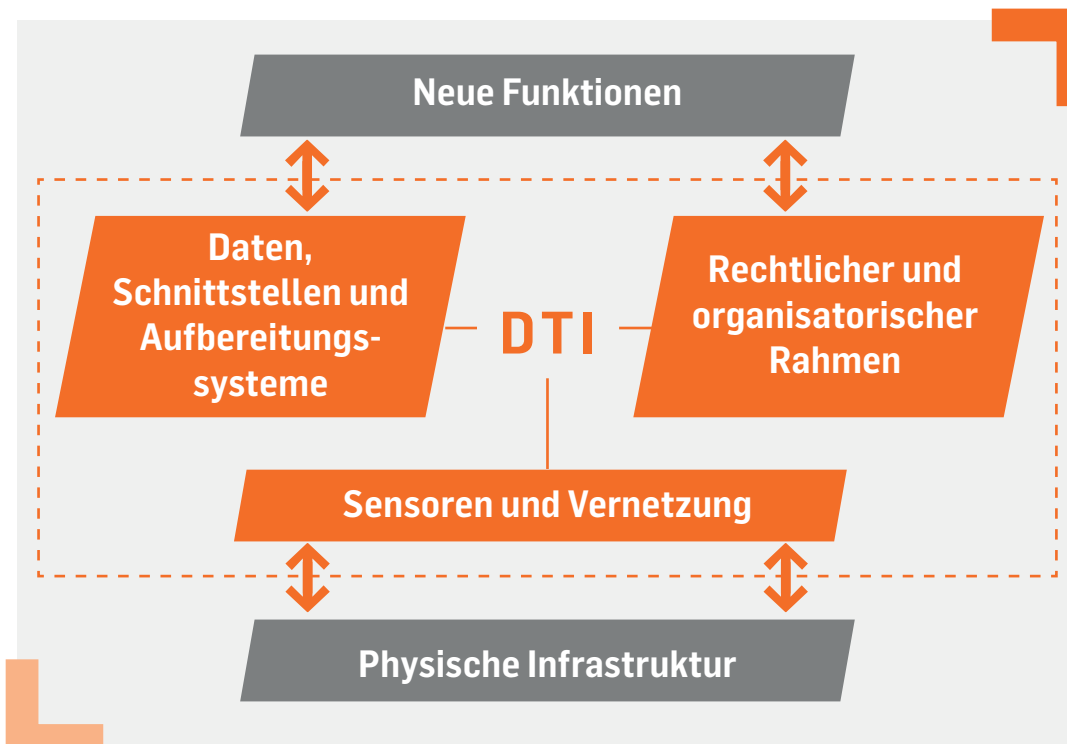 Neue Funktionen
Daten,
Schnittstellen und
Aufbereitungs-
systeme
DTI
Rechtlicher und
organisatorischer
Rahmen
Sensoren und Vernetzung
Physische Infrastruktur